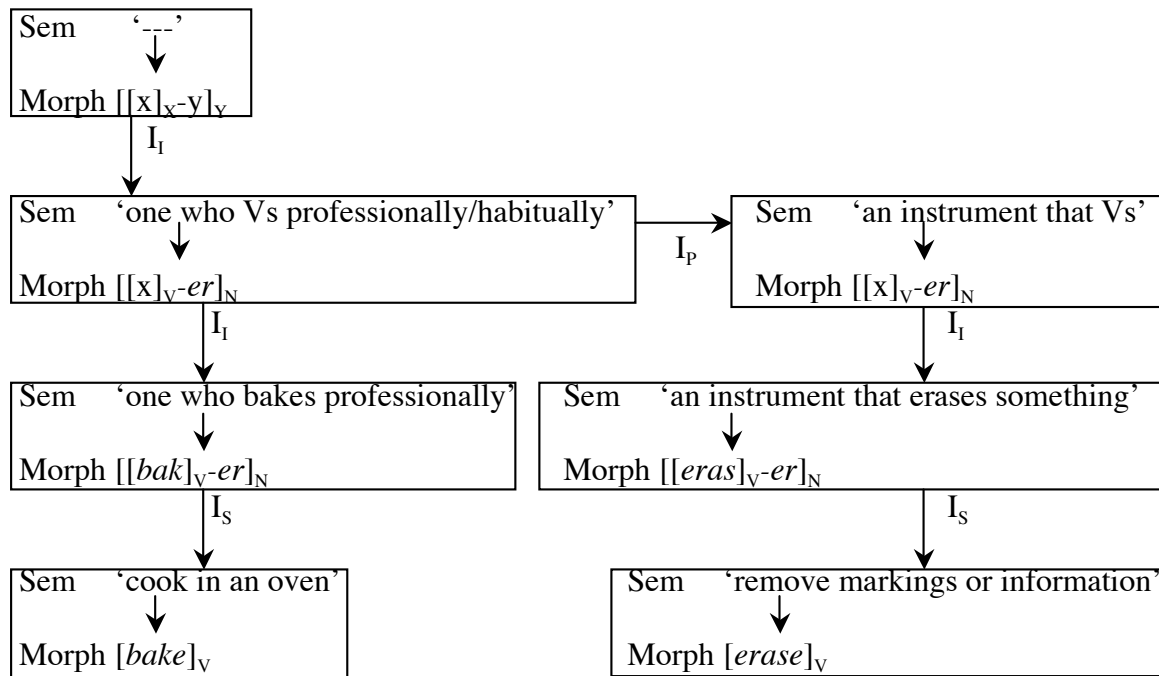 Sem ‘---’
Morph [[x]X-y]Y
II
Sem ‘one who Vs professionally/habitually’
Morph [[x]V-er]N
IP
Sem ‘an instrument that Vs’
Morph [[x]V-er]N
II
II
Sem ‘one who bakes professionally’
Morph [[bak]V-er]N
Sem ‘an instrument that erases something’
Morph [[eras]V-er]N
IS
IS
Sem ‘cook in an oven’
Morph [bake]V
Sem ‘remove markings or information’
Morph [erase]V